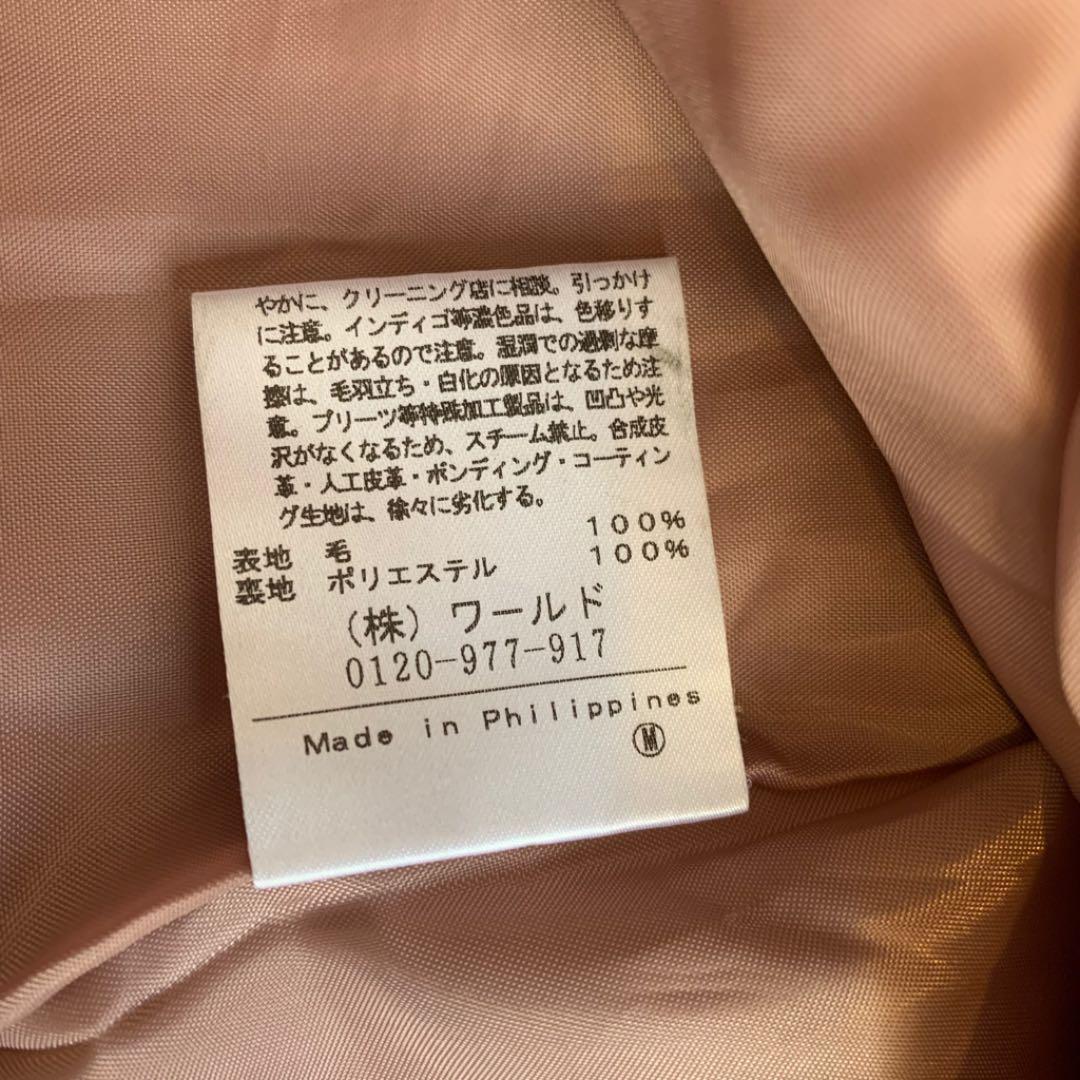 やかに、クリーニング店に相談。引っかけ
に注意。インディゴ等濃色品は、色移りす
ることがあるので注意。湿潤での過剰な摩
擦は、毛羽立ち・白化の原因となるため注
意。プリーツ等特殊加工製品は、凹凸や光
沢がなくなるため、スチーム禁止。合成皮
革・人工皮革・ボンディング・コーティン
グ生地は、徐々に劣化する。
表地 毛 100%
裏地 ポリエステル 100%
(株) ワールド
0120-977-917
Made in Philippines
Ⓜ